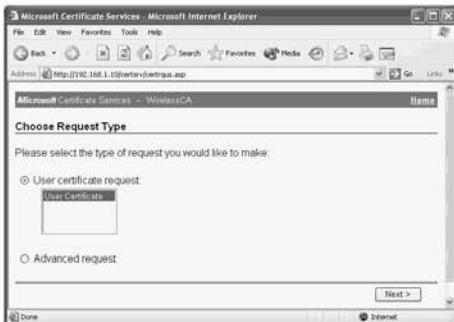 Microsoft Certificate Services - Microsoft Internet Explorer
File Edit View Favorites Tools Help
Back Search Favorites Media
Address http://192.168.1.10/certsrv/certrqus.asp Go Links »
Microsoft Certificate Services -- WirelessCA Home
Choose Request Type
Please select the type of request you would like to make:
User certificate request
User Certificate
Advanced request
Next >
Done Internet